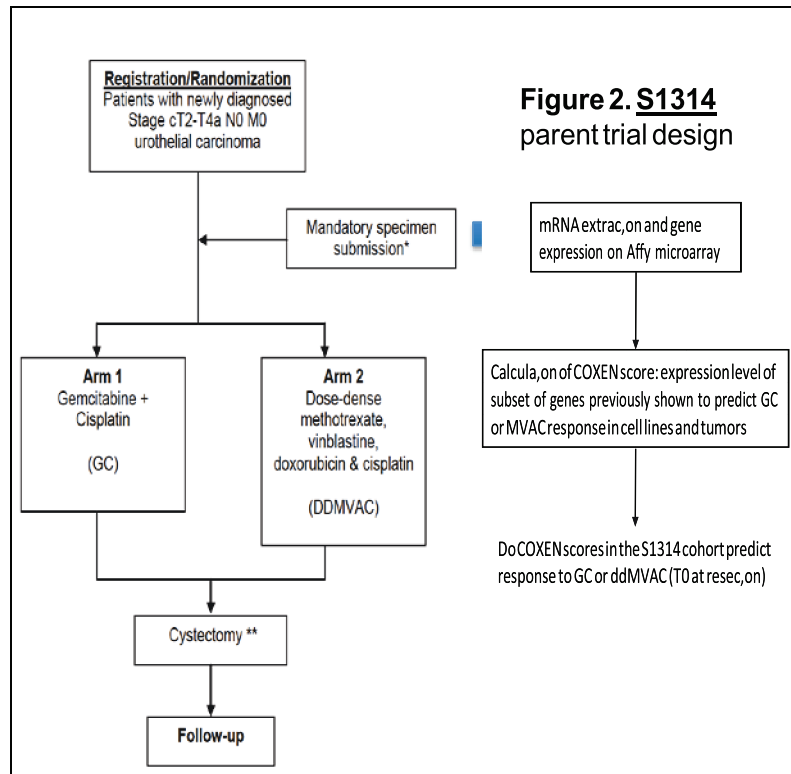 Registration/Randomization
Patients with newly diagnosed
Stage cT2-T4a N0 M0
urothelial carcinoma
Figure 2. S1314
parent trial design
Mandatory specimen
submission*
mRNA extrac,on and gene
expression on Affy microarray
Arm 1
Gemcitabine +
Cisplatin
(GC)
Arm 2
Dose-dense
methotrexate,
vinblastine,
doxorubicin & cisplatin
(DDMVAC)
Calcula,on of COXEN score: expression level of
subset of genes previously shown to predict GC
or MVAC response in cell lines and tumors
Do COXEN scores in the S1314 cohort predict
response to GC or ddMVAC (T0 at resec,on)
Cystectomy **
Follow-up